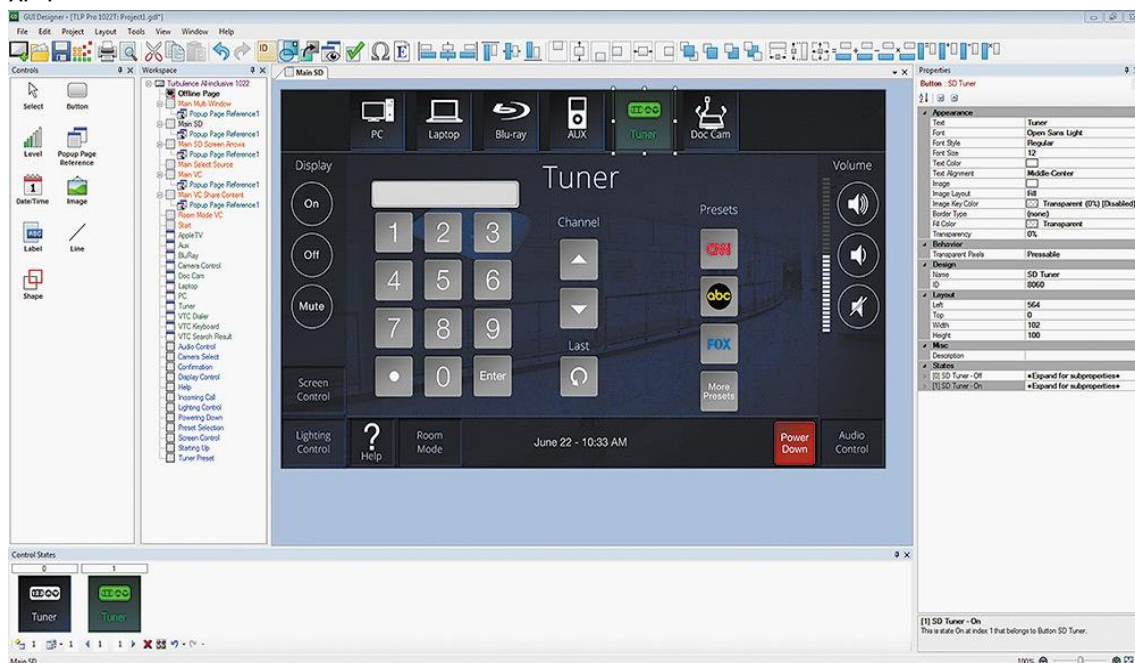 GUI Designer - [TLP Pro 1022T: Project1.gdl*]
File Edit Project Layout Tools View Window Help
Controls
Select
Button
Level
Popup Page
Reference
Date/Time
Image
Label
Line
Shape
Workspace
Turbulence All-inclusive 1022
Offline Page
Main Multi-Window
Popup Page Reference1
Main SD
Popup Page Reference1
Main SD Screen Arrows
Popup Page Reference1
Main Select Source
Main VC
Popup Page Reference1
Main VC Share Content
Popup Page Reference1
Room Mode VC
Start
AppleTV
Aux
BluRay
Camera Control
Doc Cam
Laptop
PC
Tuner
VTC Dialer
VTC Keyboard
VTC Search Result
Audio Control
Camera Select
Confirmation
Display Control
Help
Incoming Call
Lighting Control
Powering Down
Preset Selection
Screen Control
Starting Up
Tuner Preset
Main SD
PC
Laptop
Blu-ray
AUX
Tuner
Doc Cam
Display
On
Off
Mute
Screen
Control
Lighting
Control
Tuner
1 2 3
4 5 6
7 8 9
0 Enter
Channel
Last
Presets
CNN
abc
FOX
More
Presets
Volume
?
Help
Room
Mode
June 22 - 10:33 AM
Power
Down
Audio
Control
Properties
Button : SD Tuner
Appearance
Text Tuner
Font Open Sans Light
Font Style Regular
Font Size 12
Text Color
Text Alignment Middle-Center
Image
Image Layout Fill
Image Key Color Transparent (0%) [Disabled]
Border Type (none)
Fill Color Transparent
Transparency 0%
Behavior
Transparent Pixels Pressable
Design
Name SD Tuner
ID 8060
Layout
Left 564
Top 0
Width 102
Height 100
Misc
Description
States
[0] SD Tuner - Off *Expand for subproperties*
[1] SD Tuner - On *Expand for subproperties*
[1] SD Tuner - On
This is state On at index 1 that belongs to Button SD Tuner.
Control States
0 1
Tuner
Tuner
1 1 1 1
Main SD
100%